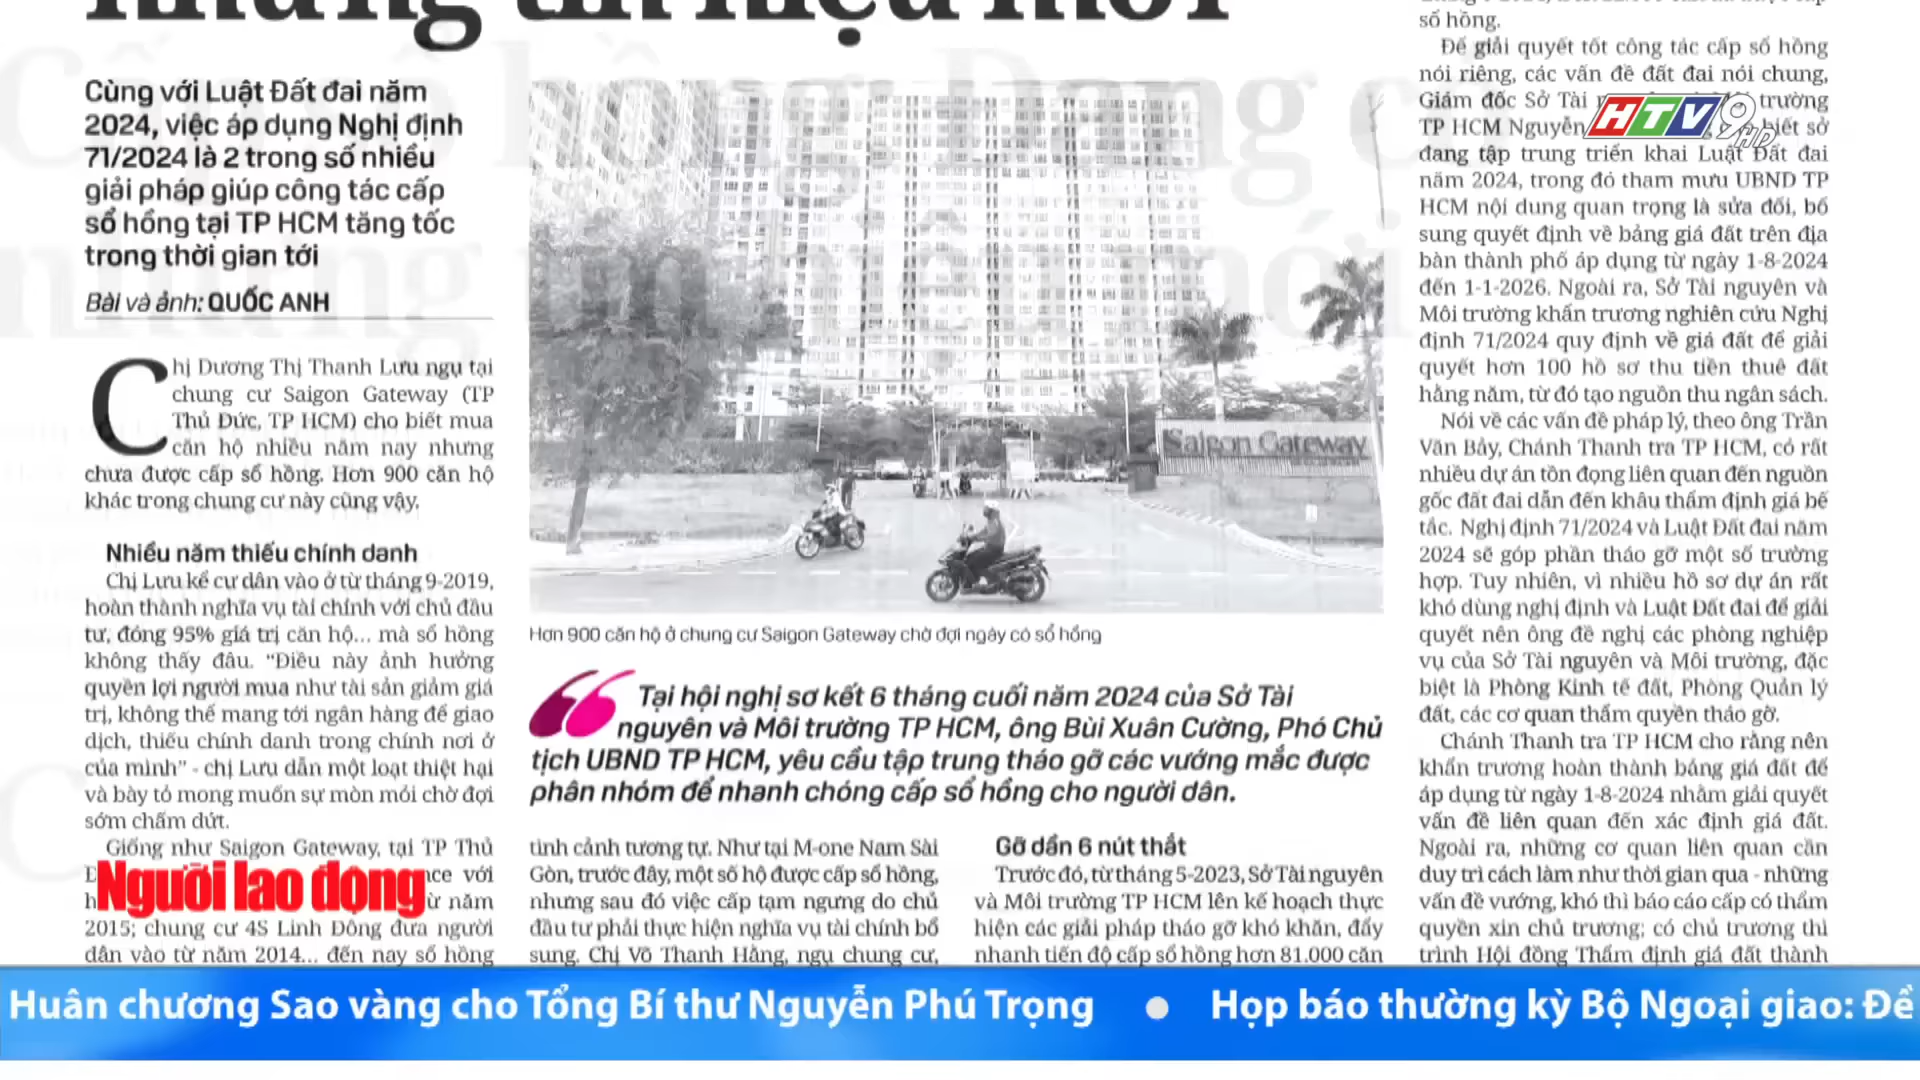 những tín hiệu mới
Cùng với Luật Đất đai năm
2024, việc áp dụng Nghị định
71/2024 là 2 trong số nhiều
giải pháp giúp công tác cấp
sổ hồng tại TP HCM tăng tốc
trong thời gian tới
Bài và ảnh: QUỐC ANH
Chị Dương Thị Thanh Lưu ngụ tại
chung cư Saigon Gateway (TP
Thủ Đức, TP HCM) cho biết mua
căn hộ nhiều năm nay nhưng
chưa được cấp sổ hồng. Hơn 900 căn hộ
khác trong chung cư này cũng vậy.
Nhiều năm thiếu chính danh
Chị Lưu kể cư dân vào ở từ tháng 9-2019,
hoàn thành nghĩa vụ tài chính với chủ đầu
tư, đóng 95% giá trị căn hộ... mà sổ hồng
không thấy đâu. "Điều này ảnh hưởng
quyền lợi người mua như tài sản giảm giá
trị, không thể mang tới ngân hàng để giao
dịch, thiếu chính danh trong chính nơi ở
của mình" - chị Lưu dẫn một loạt thiệt hại
và bày tỏ mong muốn sự mòn mỏi chờ đợi
sớm chấm dứt.
Giống như Saigon Gateway, tại TP Thủ
nce với
từ năm
2015; chung cư 4S Linh Đông đưa người
dân vào từ năm 2014... đến nay sổ hồng
Người lao động
Saigon Gateway
Hơn 900 căn hộ ở chung cư Saigon Gateway chờ đợi ngày có sổ hồng
Tại hội nghị sơ kết 6 tháng cuối năm 2024 của Sở Tài
nguyên và Môi trường TP HCM, ông Bùi Xuân Cường, Phó Chủ
tịch UBND TP HCM, yêu cầu tập trung tháo gỡ các vướng mắc được
phân nhóm để nhanh chóng cấp sổ hồng cho người dân.
tình cảnh tương tự. Như tại M-one Nam Sài
Gòn, trước đây, một số hộ được cấp sổ hồng,
nhưng sau đó việc cấp tạm ngưng do chủ
đầu tư phải thực hiện nghĩa vụ tài chính bổ
sung. Chị Võ Thanh Hằng, ngụ chung cư,
Gỡ dần 6 nút thắt
Trước đó, từ tháng 5-2023, Sở Tài nguyên
và Môi trường TP HCM lên kế hoạch thực
hiện các giải pháp tháo gỡ khó khăn, đẩy
nhanh tiến độ cấp sổ hồng hơn 81.000 căn
sổ hồng.
Để giải quyết tốt công tác cấp sổ hồng
nói riêng, các vấn đề đất đai nói chung,
Giám đốc Sở Tài trường
TP HCM Nguyễn biết sở
đang tập trung triển khai Luật Đất đai
năm 2024, trong đó tham mưu UBND TP
HCM nội dung quan trọng là sửa đổi, bổ
sung quyết định về bảng giá đất trên địa
bàn thành phố áp dụng từ ngày 1-8-2024
đến 1-1-2026. Ngoài ra, Sở Tài nguyên và
Môi trường khẩn trương nghiên cứu Nghị
định 71/2024 quy định về giá đất để giải
quyết hơn 100 hồ sơ thu tiền thuê đất
hằng năm, từ đó tạo nguồn thu ngân sách.
Nói về các vấn đề pháp lý, theo ông Trần
Văn Bảy, Chánh Thanh tra TP HCM, có rất
nhiều dự án tồn đọng liên quan đến nguồn
gốc đất đai dẫn đến khâu thẩm định giá bế
tắc. Nghị định 71/2024 và Luật Đất đai năm
2024 sẽ góp phần tháo gỡ một số trường
hợp. Tuy nhiên, vì nhiều hồ sơ dự án rất
khó dùng nghị định và Luật Đất đai để giải
quyết nên ông đề nghị các phòng nghiệp
vụ của Sở Tài nguyên và Môi trường, đặc
biệt là Phòng Kinh tế đất, Phòng Quản lý
đất, các cơ quan thẩm quyền tháo gỡ.
Chánh Thanh tra TP HCM cho rằng nên
khẩn trương hoàn thành bảng giá đất để
áp dụng từ ngày 1-8-2024 nhằm giải quyết
vấn đề liên quan đến xác định giá đất.
Ngoài ra, những cơ quan liên quan cần
duy trì cách làm như thời gian qua - những
vấn đề vướng, khó thì báo cáo cấp có thẩm
quyền xin chủ trương; có chủ trương thì
trình Hội đồng Thẩm định giá đất thành
HTV9 HD
Huân chương Sao vàng cho Tổng Bí thư Nguyễn Phú Trọng ● Họp báo thường kỳ Bộ Ngoại giao: Đề